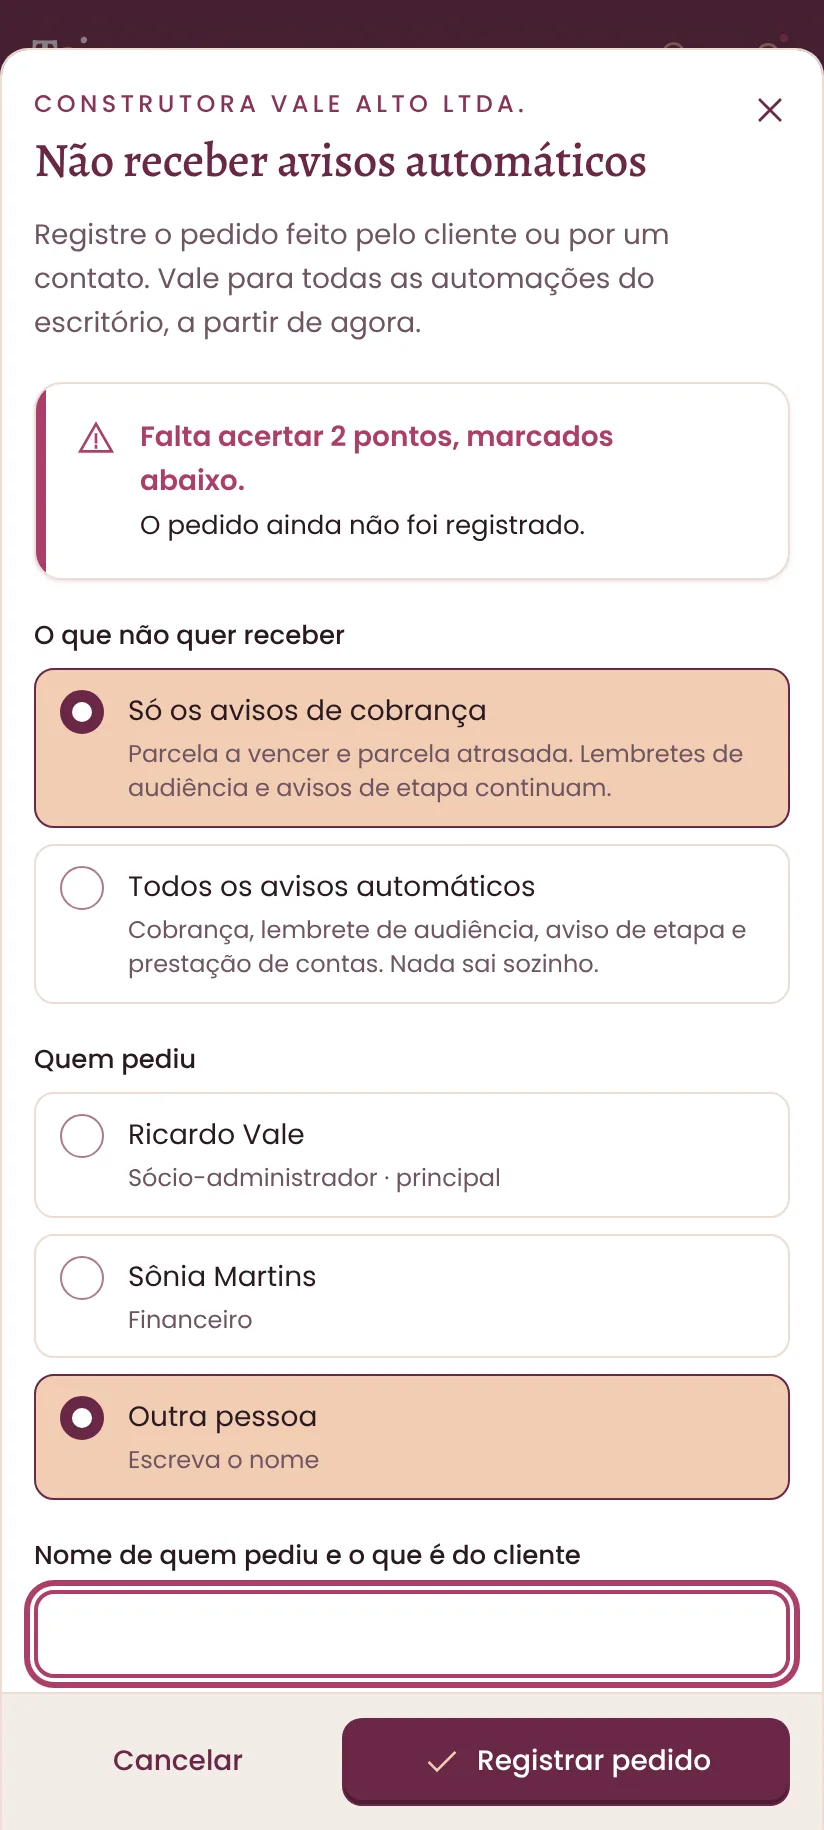 CONSTRUTORA VALE ALTO LTDA.
Não receber avisos automáticos
Registre o pedido feito pelo cliente ou por um
contato. Vale para todas as automações do
escritório, a partir de agora.
Falta acertar 2 pontos, marcados
abaixo.
O pedido ainda não foi registrado.
O que não quer receber
Só os avisos de cobrança
Parcela a vencer e parcela atrasada. Lembretes de
audiência e avisos de etapa continuam.
Todos os avisos automáticos
Cobrança, lembrete de audiência, aviso de etapa e
prestação de contas. Nada sai sozinho.
Quem pediu
Ricardo Vale
Sócio-administrador · principal
Sônia Martins
Financeiro
Outra pessoa
Escreva o nome
Nome de quem pediu e o que é do cliente
Cancelar
Registrar pedido